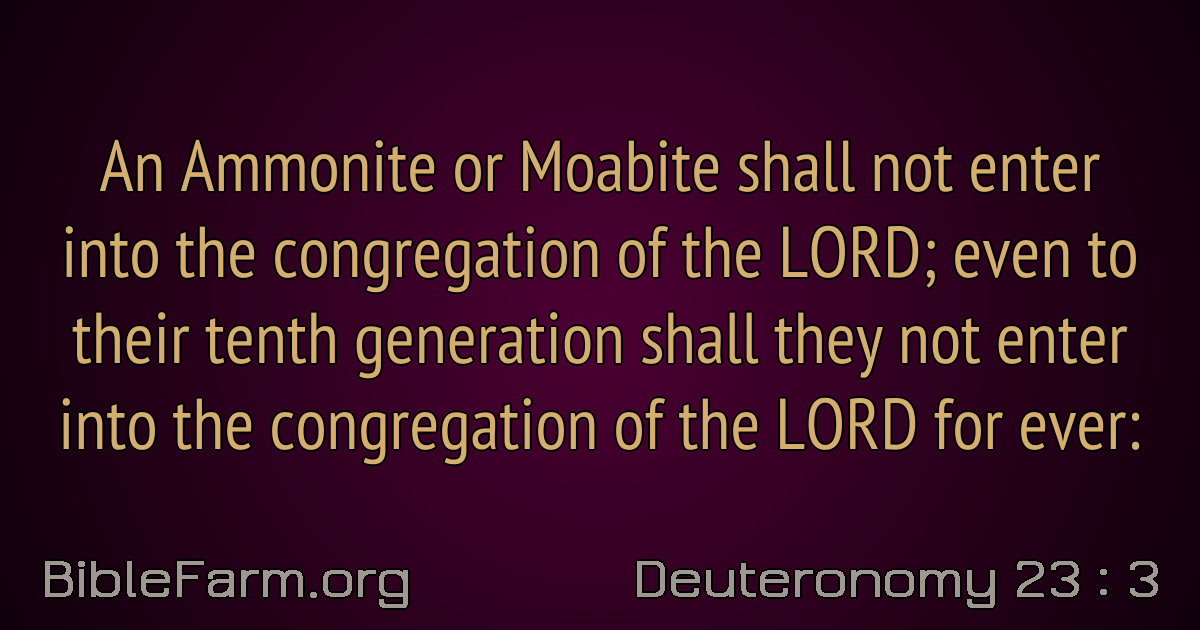 An Ammonite or Moabite shall not enter
into the congregation of the LORD; even to
their tenth generation shall they not enter
into the congregation of the LORD for ever:
BibleFarm.org
Deuteronomy 23 : 3